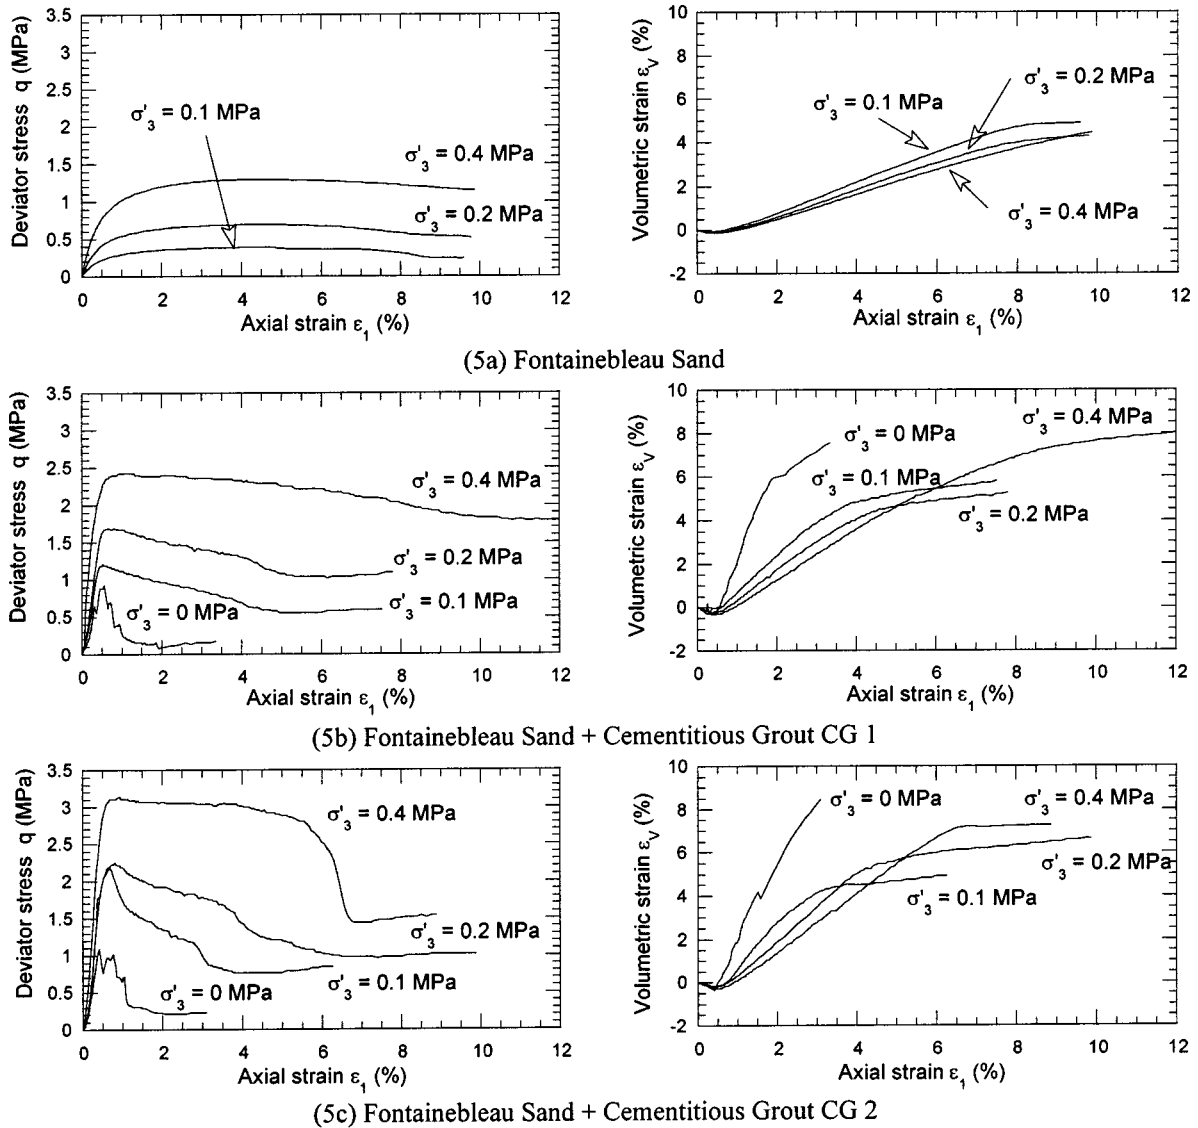 Deviator stress q (MPa)
3.5
3
2.5
2
1.5
1
0.5
0
σ'3 = 0.1 MPa
σ'3 = 0.4 MPa
σ'3 = 0.2 MPa
0 2 4 6 8 10 12
Axial strain ε1 (%)
Volumetric strain εV (%)
10
8
6
4
2
0
-2
σ'3 = 0.2 MPa
σ'3 = 0.1 MPa
σ'3 = 0.4 MPa
0 2 4 6 8 10 12
Axial strain ε1 (%)
(5a) Fontainebleau Sand
Deviator stress q (MPa)
3.5
3
2.5
2
1.5
1
0.5
0
σ'3 = 0.4 MPa
σ'3 = 0.2 MPa
σ'3 = 0.1 MPa
σ'3 = 0 MPa
0 2 4 6 8 10 12
Axial strain ε1 (%)
Volumetric strain εV (%)
10
8
6
4
2
0
-2
σ'3 = 0.4 MPa
σ'3 = 0 MPa
σ'3 = 0.1 MPa
σ'3 = 0.2 MPa
0 2 4 6 8 10 12
Axial strain ε1 (%)
(5b) Fontainebleau Sand + Cementitious Grout CG 1
Deviator stress q (MPa)
3.5
3
2.5
2
1.5
1
0.5
0
σ'3 = 0.4 MPa
σ'3 = 0.2 MPa
σ'3 = 0.1 MPa
σ'3 = 0 MPa
0 2 4 6 8 10 12
Axial strain ε1 (%)
Volumetric strain εV (%)
10
8
6
4
2
0
-2
σ'3 = 0 MPa
σ'3 = 0.4 MPa
σ'3 = 0.2 MPa
σ'3 = 0.1 MPa
0 2 4 6 8 10 12
Axial strain ε1 (%)
(5c) Fontainebleau Sand + Cementitious Grout CG 2